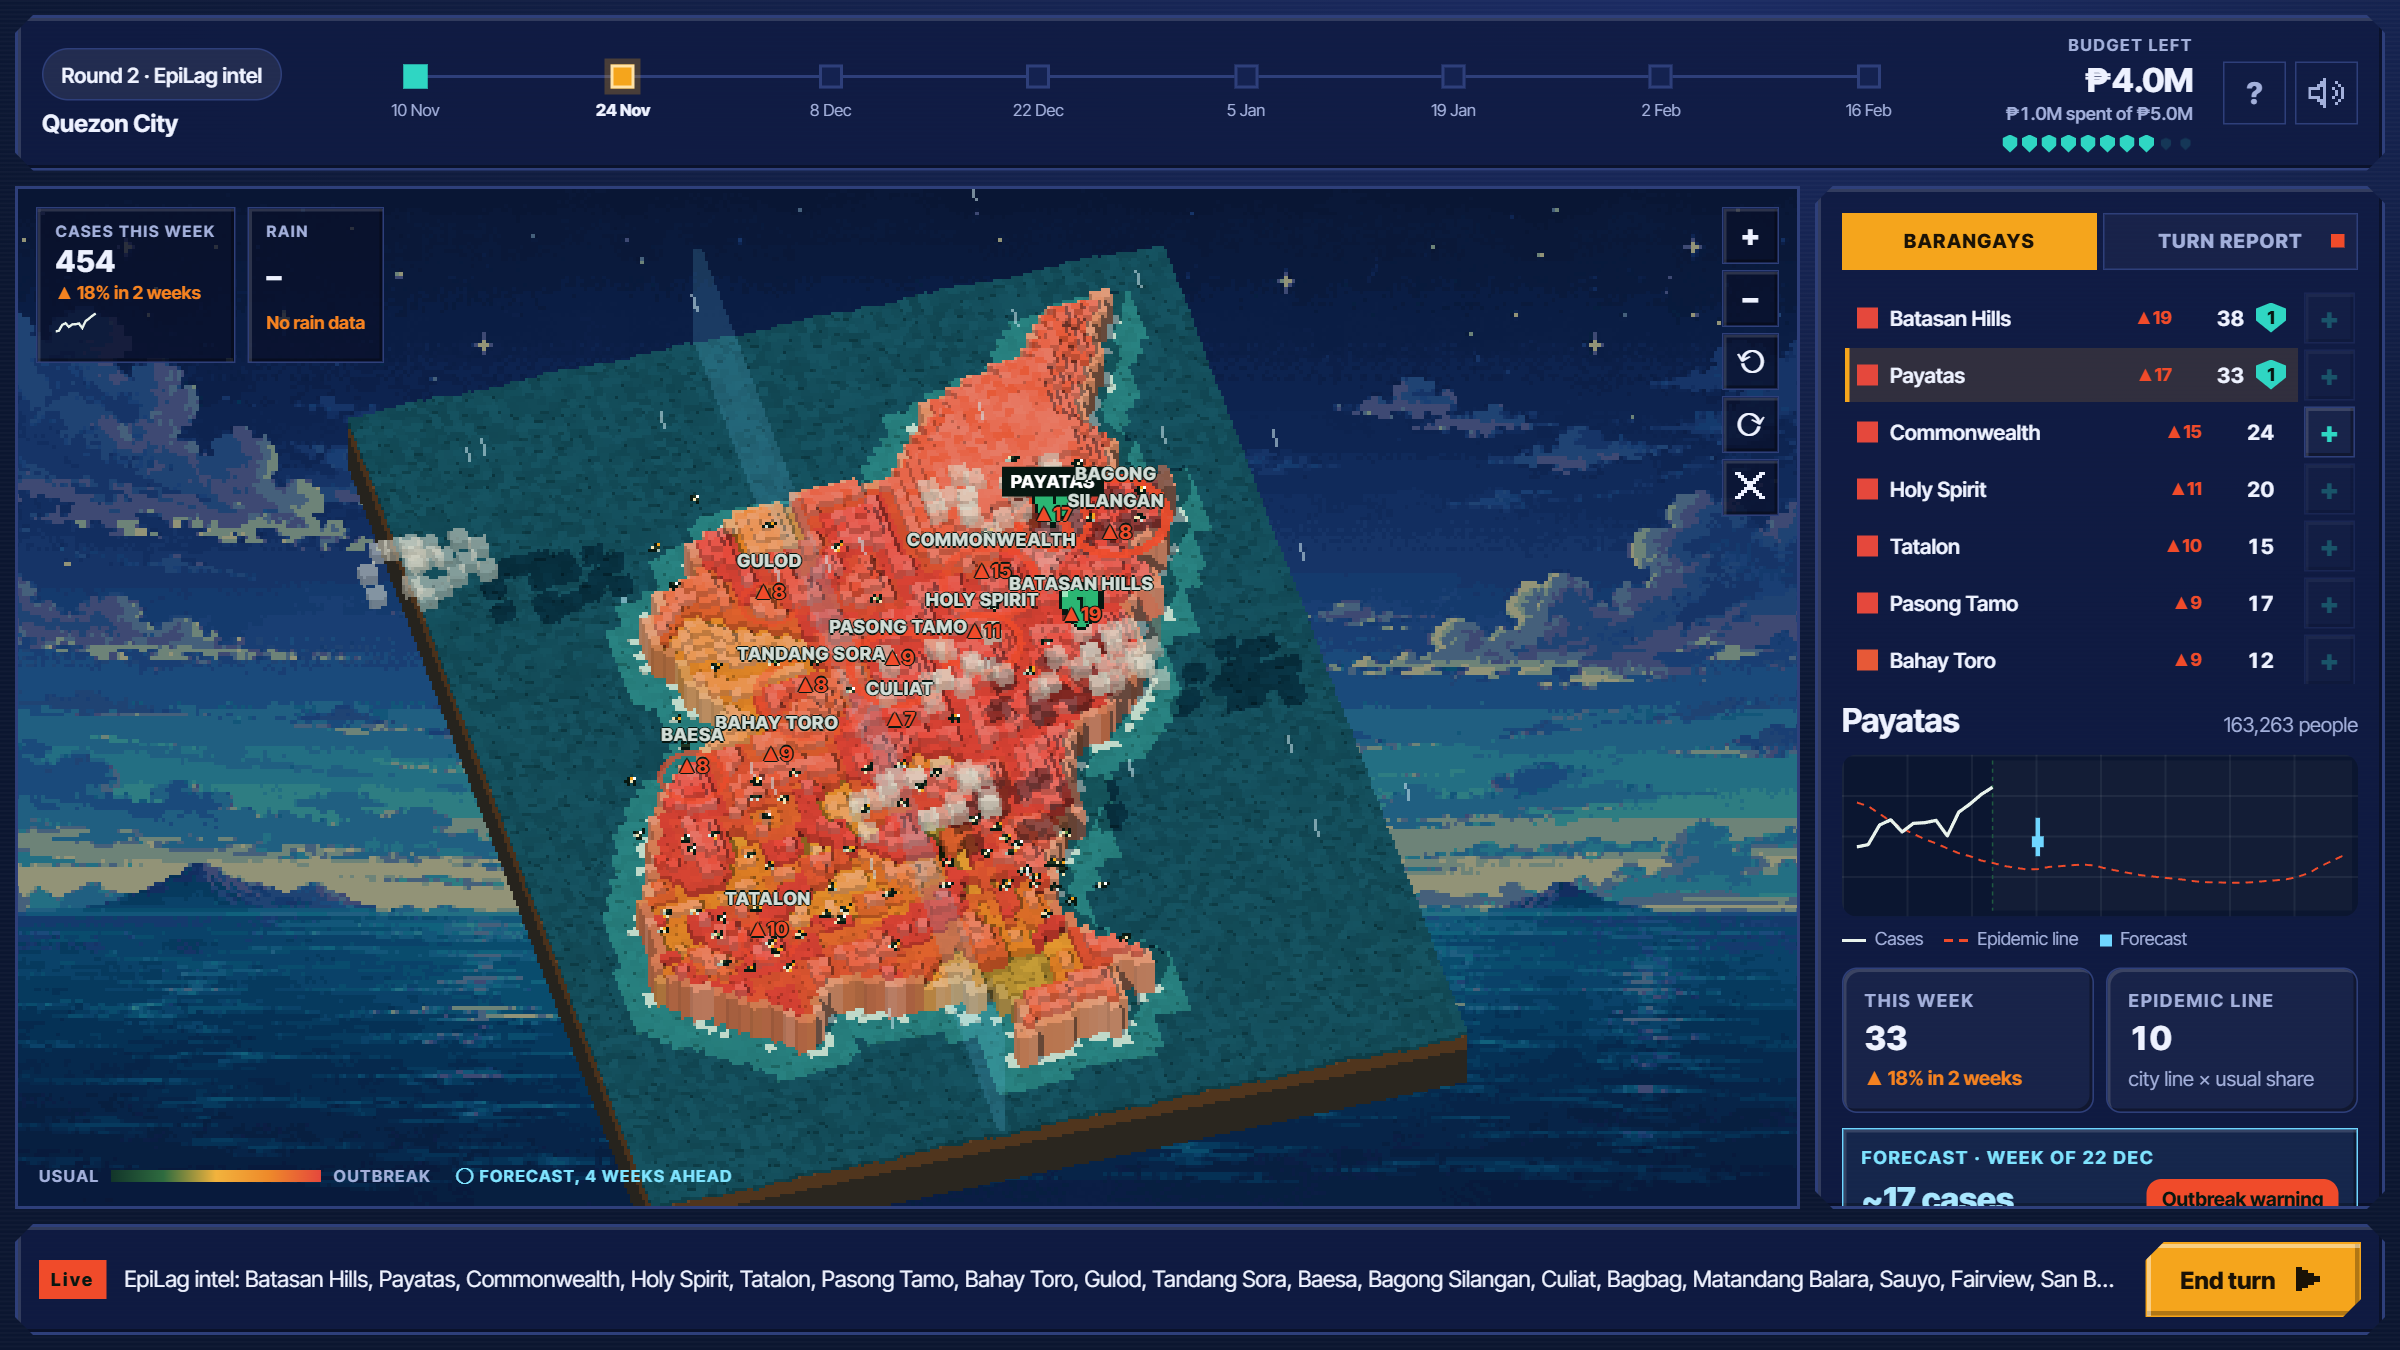 Round 2 · EpiLag intel
Quezon City
10 Nov
24 Nov
8 Dec
22 Dec
5 Jan
19 Jan
2 Feb
16 Feb
BUDGET LEFT
₱4.0M
₱1.0M spent of ₱5.0M
?
CASES THIS WEEK
454
▲ 18% in 2 weeks
RAIN
–
No rain data
+
−
PAYATAS
▲17
BAGONG
SILANGAN
▲8
COMMONWEALTH
▲15
GULOD
▲8
BATASAN HILLS
▲19
HOLY SPIRIT
▲11
PASONG TAMO
▲9
TANDANG SORA
▲8
CULIAT
▲7
BAHAY TORO
▲9
BAESA
▲8
TATALON
▲10
USUAL
OUTBREAK
FORECAST, 4 WEEKS AHEAD
BARANGAYS
TURN REPORT
Batasan Hills ▲19 38 1 +
Payatas ▲17 33 1 +
Commonwealth ▲15 24 +
Holy Spirit ▲11 20 +
Tatalon ▲10 15 +
Pasong Tamo ▲9 17 +
Bahay Toro ▲9 12 +
Payatas
163,263 people
Cases
Epidemic line
Forecast
THIS WEEK
33
▲ 18% in 2 weeks
EPIDEMIC LINE
10
city line × usual share
FORECAST · WEEK OF 22 DEC
~17 cases
Outbreak warning
Live
EpiLag intel: Batasan Hills, Payatas, Commonwealth, Holy Spirit, Tatalon, Pasong Tamo, Bahay Toro, Gulod, Tandang Sora, Baesa, Bagong Silangan, Culiat, Bagbag, Matandang Balara, Sauyo, Fairview, San B...
End turn